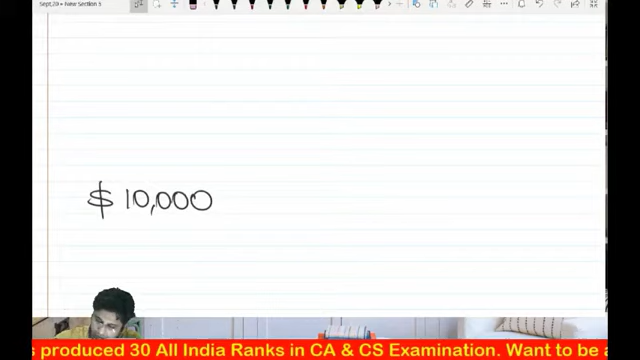 Sept,20 – New Section 5
$ 10,000
s produced 30 All India Ranks in CA & CS Examination. Want to be a